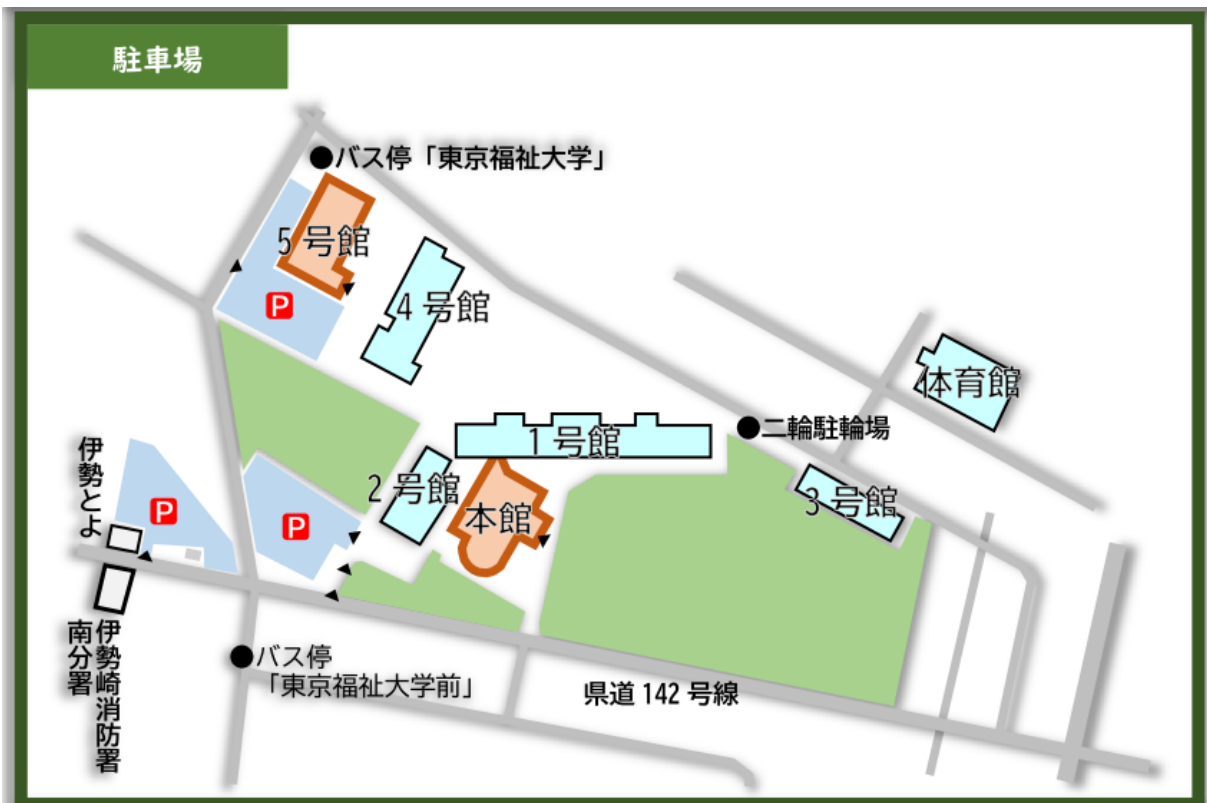 駐車場
●バス停「東京福祉大学」
5 号館
P
4 号館
体育館
●二輪駐輪場
1 号館
2 号館
3 号館
本館
伊勢とよ
P
P
伊勢崎消防署
南分署
●バス停
「東京福祉大学前」
県道 142 号線